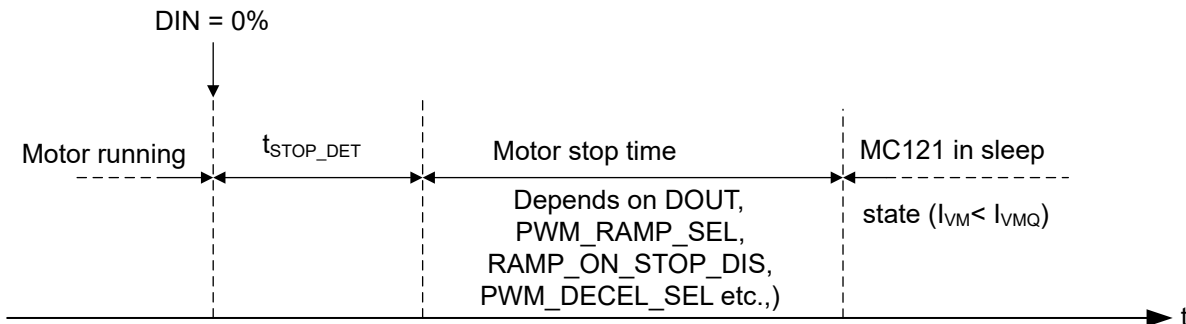 DIN = 0%
Motor running
tSTOP_DET
Motor stop time
MC121 in sleep
Depends on DOUT,
PWM_RAMP_SEL,
RAMP_ON_STOP_DIS,
PWM_DECEL_SEL etc.,)
state (IVM< IVMQ)
t